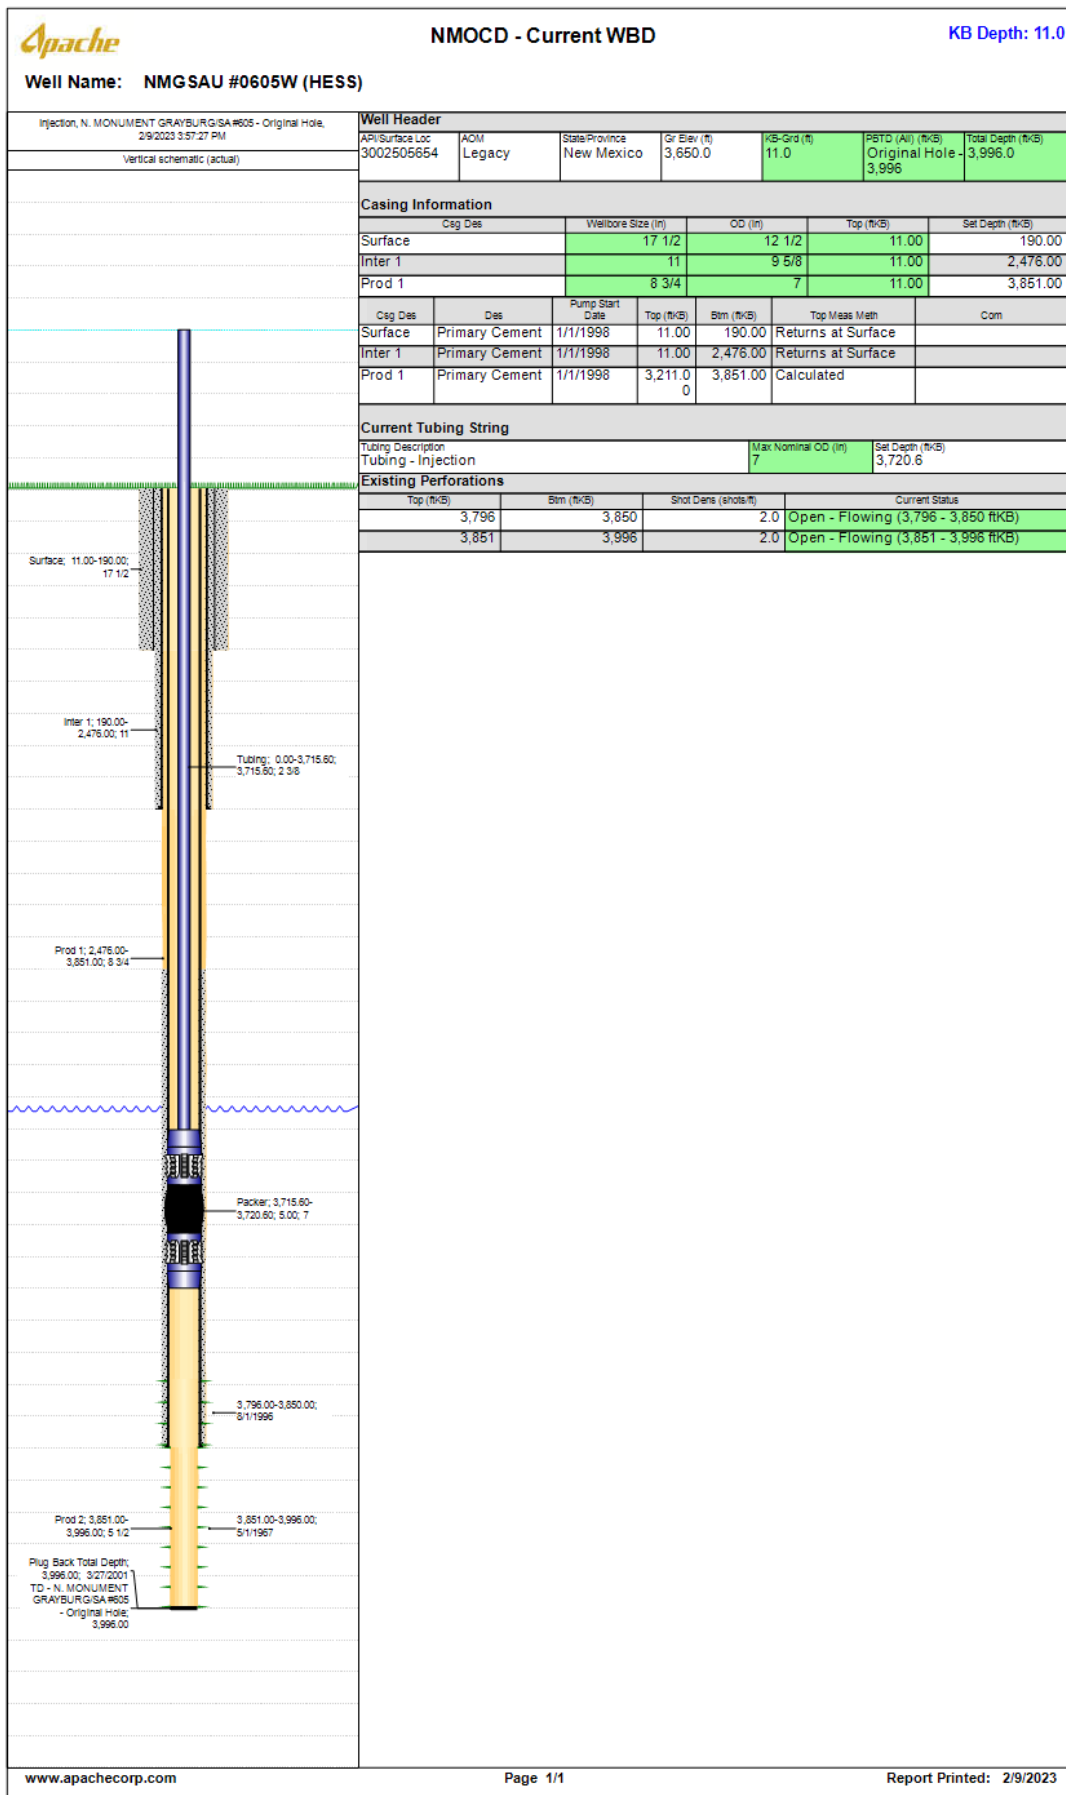 Apache
NMOCD - Current WBD
KB Depth: 11.0
Well Name: NMGSAU #0605W (HESS)
Injection, N. MONUMENT GRAYBURG/SA #605 - Original Hole,
2/9/2023 3:57:27 PM
Vertical schematic (actual)
Surface; 11.00-190.00;
17 1/2
Inter 1; 190.00-
2,476.00; 11
Tubing; 0.00-3,715.60;
3,715.60; 2 3/8
Prod 1; 2,476.00-
3,851.00; 8 3/4
Packer; 3,715.60-
3,720.60; 5.00; 7
3,796.00-3,850.00;
8/1/1996
Prod 2; 3,851.00-
3,996.00; 5 1/2
3,851.00-3,996.00;
5/1/1967
Plug Back Total Depth;
3,996.00; 3/27/2001
TD - N. MONUMENT
GRAYBURG/SA #605
- Original Hole;
3,996.00
Well Header
API/Surface Loc AOM State/Province Gr Elev (ft) KB-Grd (ft) PBTD (All) (ftKB) Total Depth (ftKB)
3002505654 Legacy New Mexico 3,650.0 11.0 Original Hole - 3,996.0
3,996
Casing Information
Csg Des Wellbore Size (in) OD (in) Top (ftKB) Set Depth (ftKB)
Surface 17 1/2 12 1/2 11.00 190.00
Inter 1 11 9 5/8 11.00 2,476.00
Prod 1 8 3/4 7 11.00 3,851.00
Csg Des Des Pump Start Date Top (ftKB) Btm (ftKB) Top Meas Meth Com
Surface Primary Cement 1/1/1998 11.00 190.00 Returns at Surface
Inter 1 Primary Cement 1/1/1998 11.00 2,476.00 Returns at Surface
Prod 1 Primary Cement 1/1/1998 3,211.0 3,851.00 Calculated
0
Current Tubing String
Tubing Description Max Nominal OD (in) Set Depth (ftKB)
Tubing - Injection 7 3,720.6
Existing Perforations
Top (ftKB) Btm (ftKB) Shot Dens (shots/ft) Current Status
3,796 3,850 2.0 Open - Flowing (3,796 - 3,850 ftKB)
3,851 3,996 2.0 Open - Flowing (3,851 - 3,996 ftKB)
www.apachecorp.com Page 1/1 Report Printed: 2/9/2023